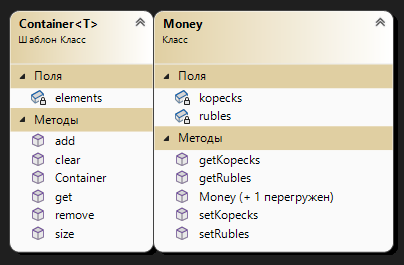 Container<T>
Шаблон Класс
Поля
elements
Методы
add
clear
Container
get
remove
size
Money
Класс
Поля
kopecks
rubles
Методы
getKopecks
getRubles
Money (+ 1 перегружен)
setKopecks
setRubles